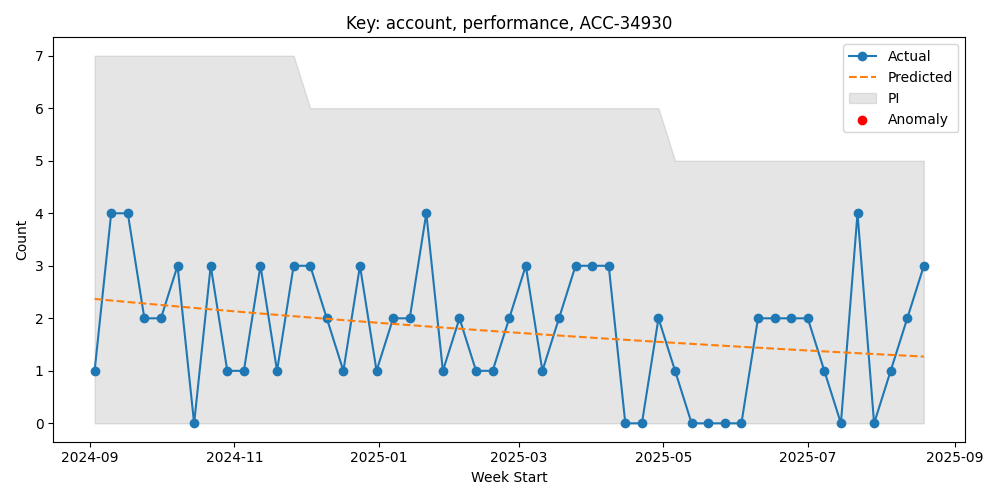 Key: account, performance, ACC-34930
Actual
Predicted
PI
Anomaly
Count
7
6
5
4
3
2
1
0
2024-09
2024-11
2025-01
2025-03
2025-05
2025-07
2025-09
Week Start